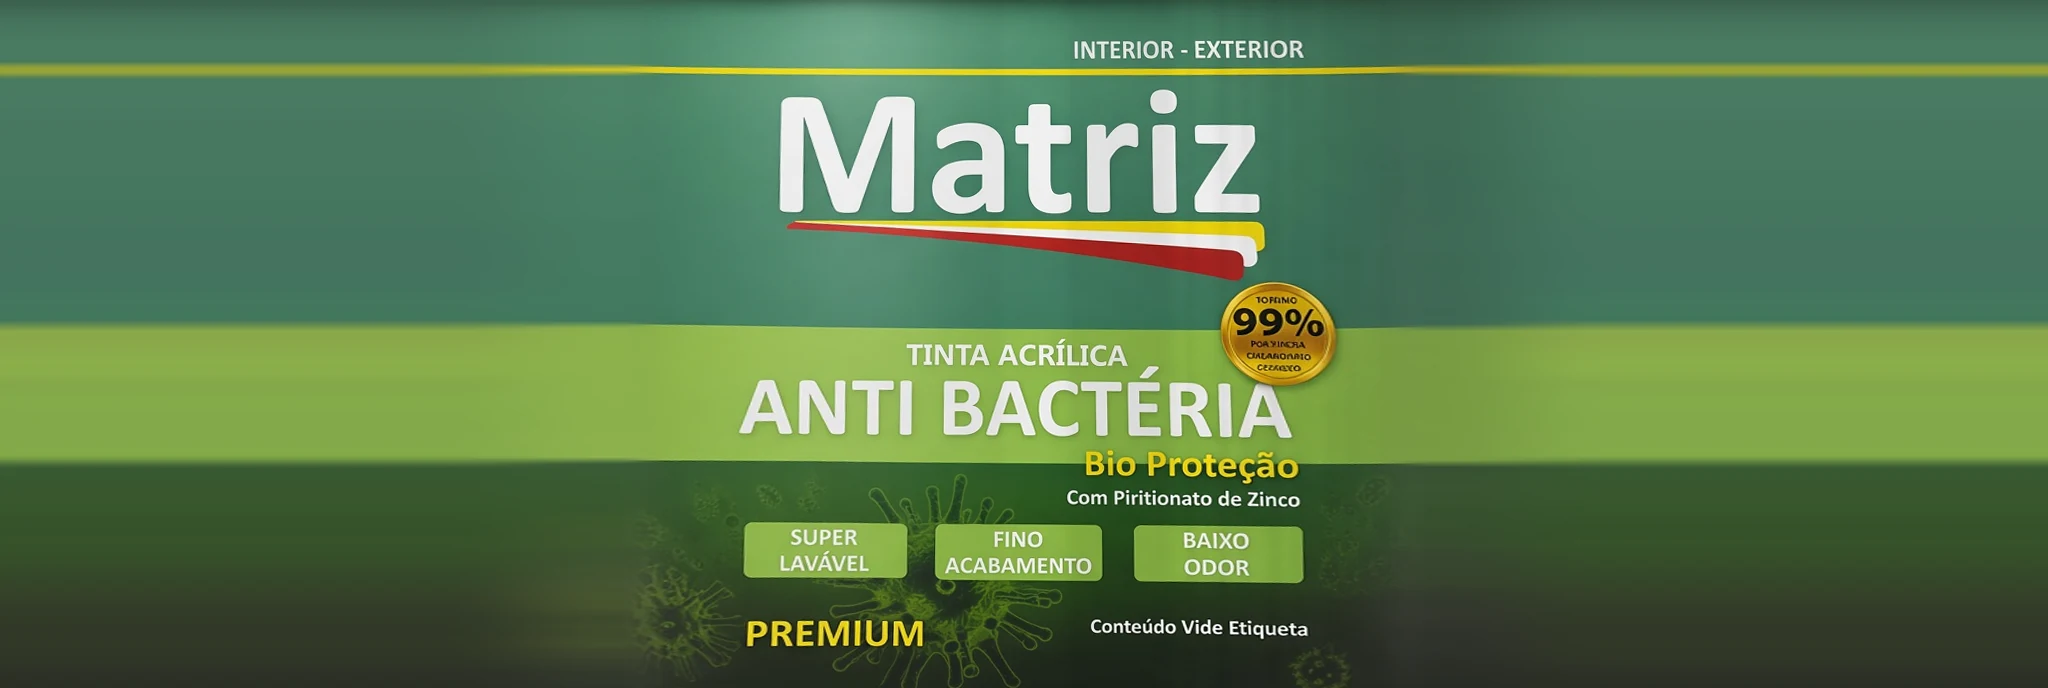 INTERIOR - EXTERIOR
Matriz
99%
TINTA ACRÍLICA
ANTI BACTÉRIA
Bio Proteção
Com Piritionato de Zinco
SUPER
LAVÁVEL
FINO
ACABAMENTO
BAIXO
ODOR
PREMIUM
Conteúdo Vide Etiqueta